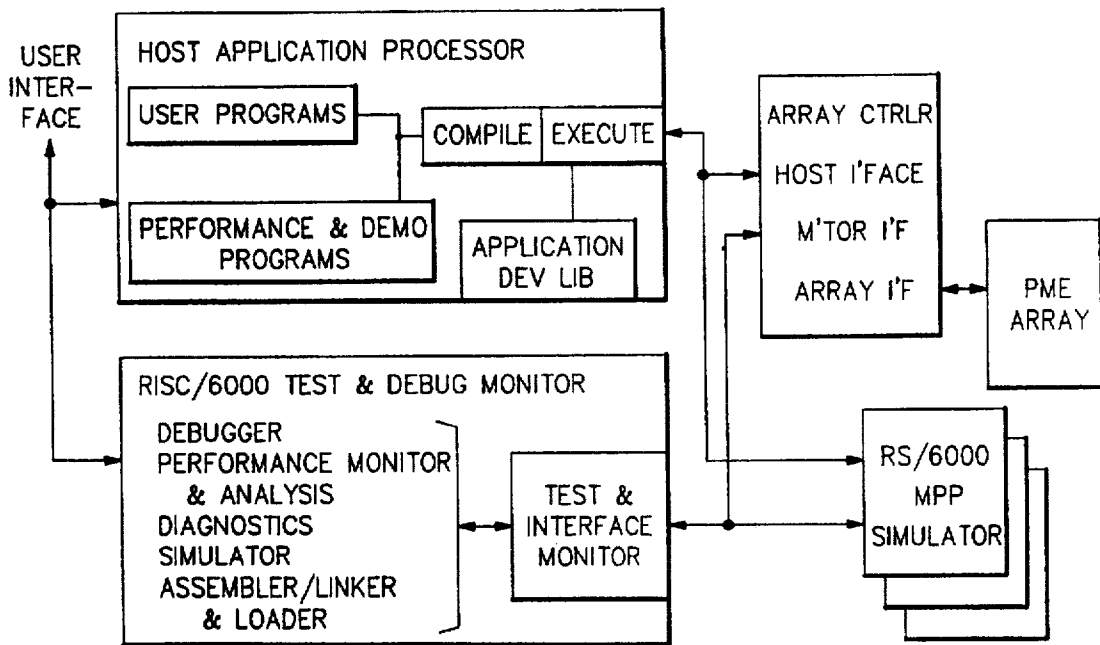 USER
INTER-
FACE
HOST APPLICATION PROCESSOR
USER PROGRAMS
COMPILE
EXECUTE
PERFORMANCE & DEMO
PROGRAMS
APPLICATION
DEV LIB
ARRAY CTRLR
HOST I'FACE
M'TOR I'F
ARRAY I'F
PME
ARRAY
RISC/6000 TEST & DEBUG MONITOR
DEBUGGER
PERFORMANCE MONITOR
& ANALYSIS
DIAGNOSTICS
SIMULATOR
ASSEMBLER/LINKER
& LOADER
TEST &
INTERFACE
MONITOR
RS/6000
MPP
SIMULATOR